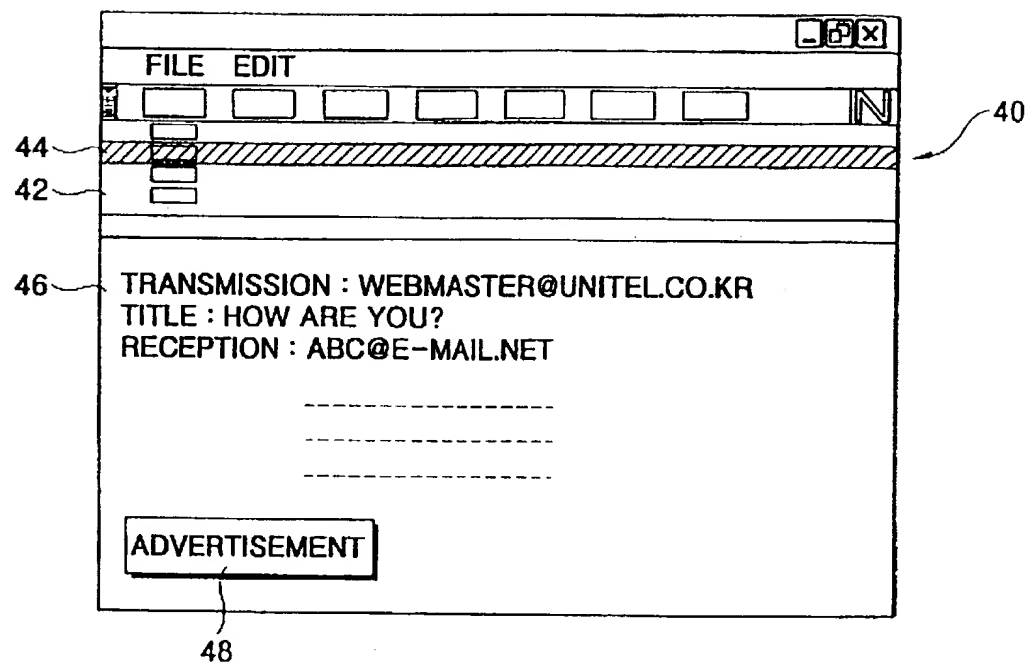 FILE EDIT
N
40
44
42
46
TRANSMISSION : WEBMASTER@UNITEL.CO.KR
TITLE : HOW ARE YOU?
RECEPTION : ABC@E-MAIL.NET
ADVERTISEMENT
48